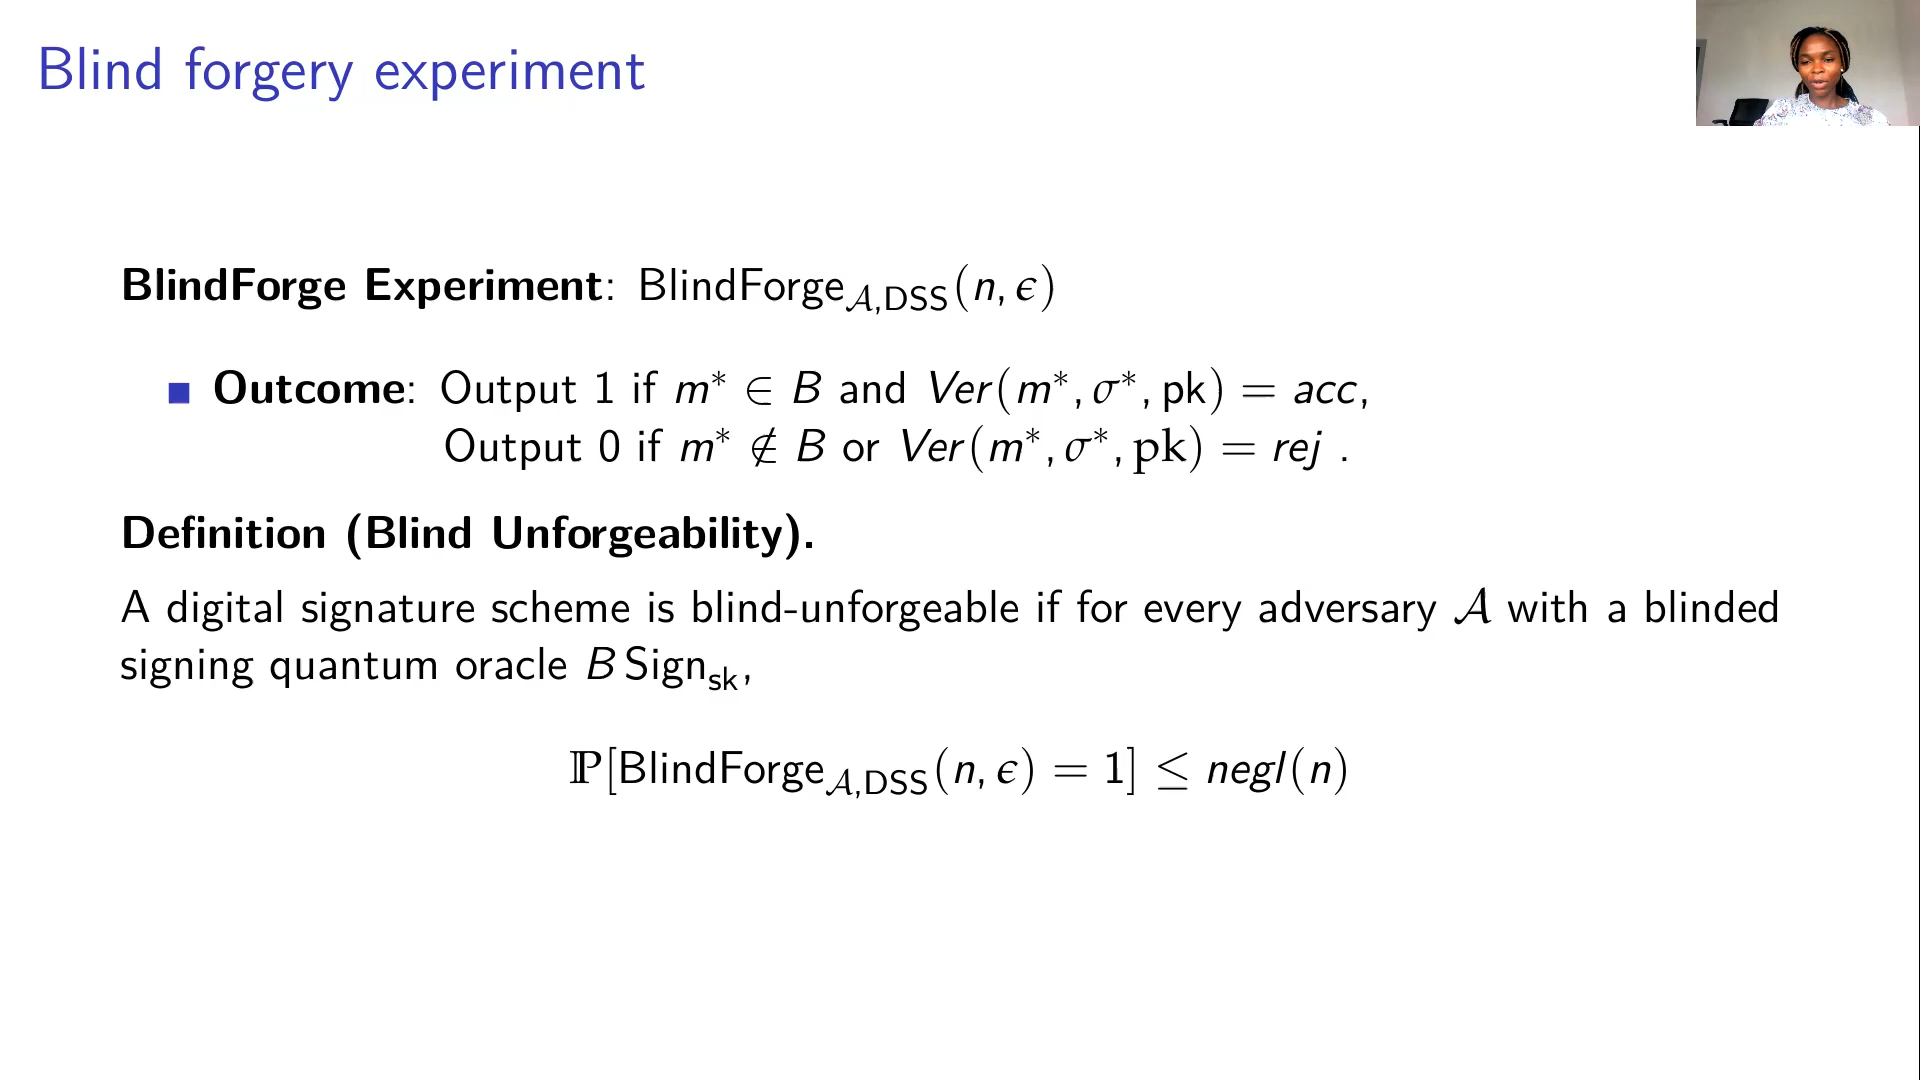 Blind forgery experiment
BlindForge Experiment: BlindForge_{𝒜,DSS}(n, ϵ)
■ Outcome: Output 1 if m* ∈ B and Ver(m*, σ*, pk) = acc,
Output 0 if m* ∉ B or Ver(m*, σ*, pk) = rej .
Definition (Blind Unforgeability).
A digital signature scheme is blind-unforgeable if for every adversary 𝒜 with a blinded
signing quantum oracle B Sign_{sk},
ℙ[BlindForge_{𝒜,DSS}(n, ϵ) = 1] ≤ negl(n)